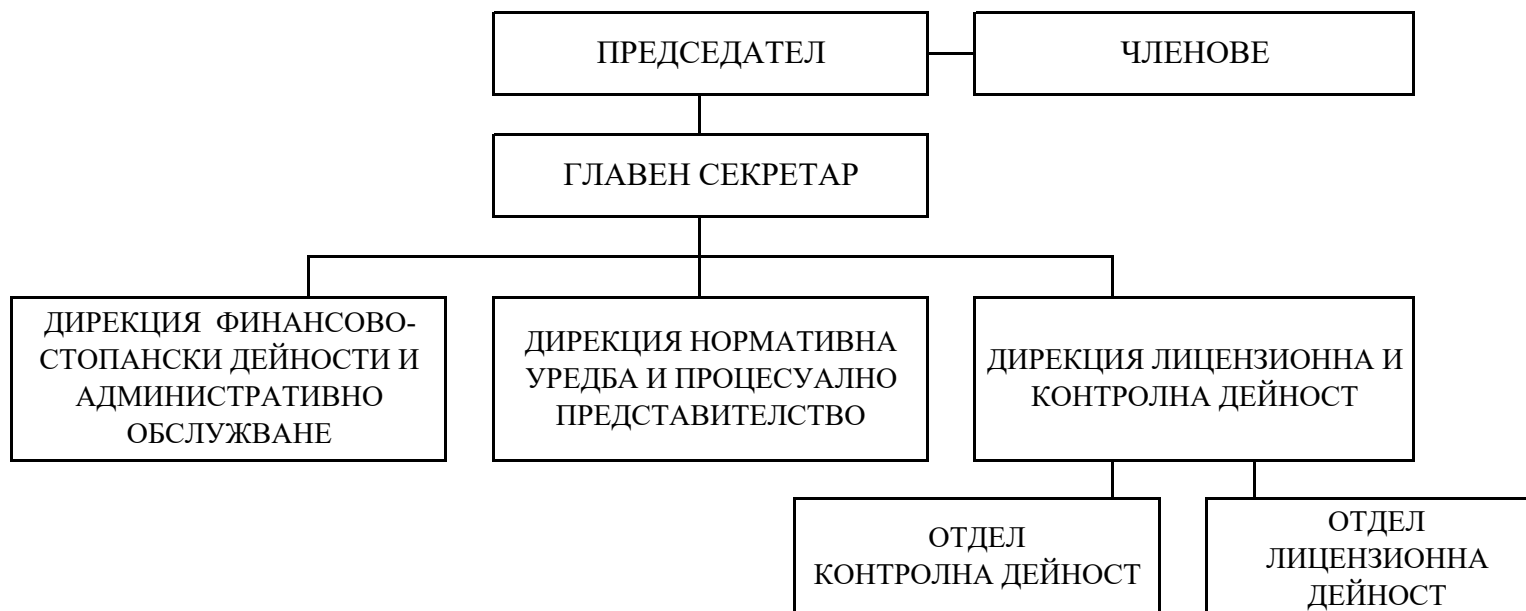 ПРЕДСЕДАТЕЛ
ЧЛЕНОВЕ
ГЛАВЕН СЕКРЕТАР
ДИРЕКЦИЯ ФИНАНСОВО-
СТОПАНСКИ ДЕЙНОСТИ И
АДМИНИСТРАТИВНО
ОБСЛУЖВАНЕ
ДИРЕКЦИЯ НОРМАТИВНА
УРЕДБА И ПРОЦЕСУАЛНО
ПРЕДСТАВИТЕЛСТВО
ДИРЕКЦИЯ ЛИЦЕНЗИОННА И
КОНТРОЛНА ДЕЙНОСТ
ОТДЕЛ
КОНТРОЛНА ДЕЙНОСТ
ОТДЕЛ
ЛИЦЕНЗИОННА
ДЕЙНОСТ